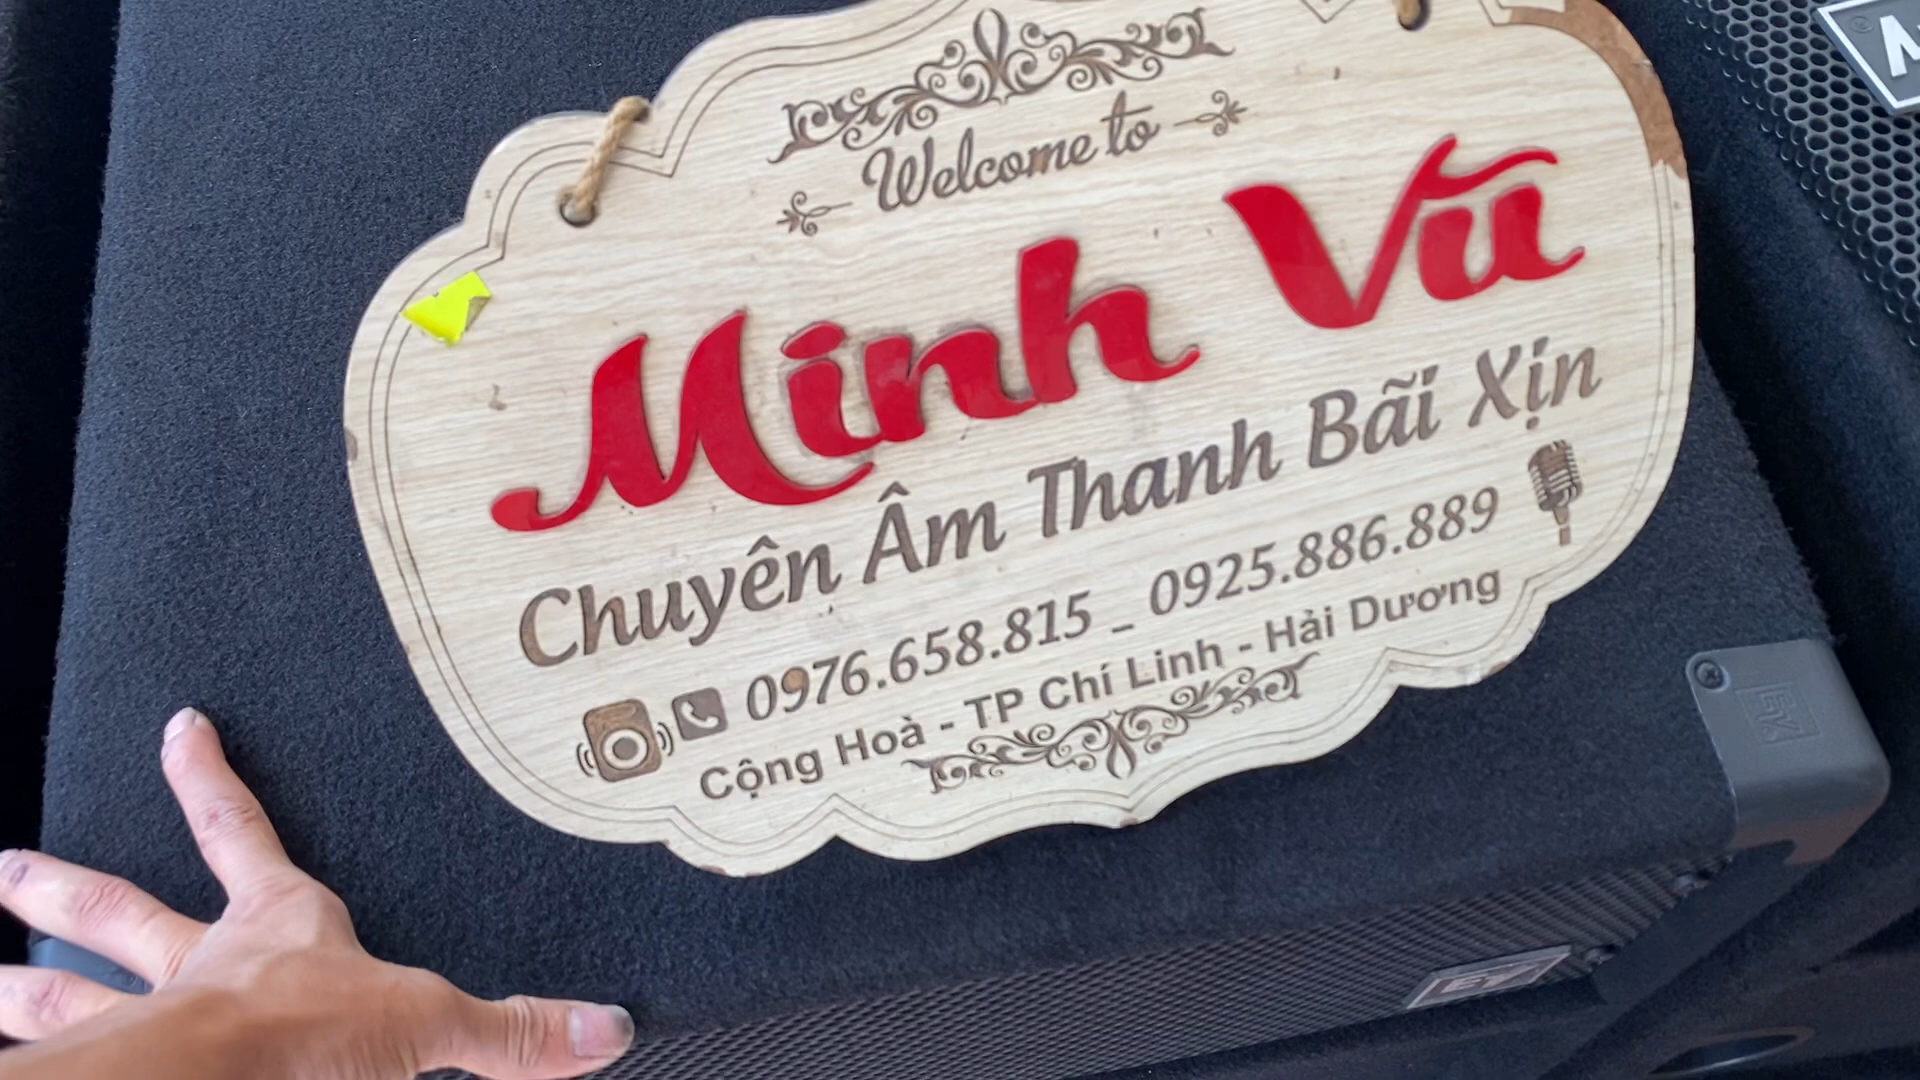 Welcome to
Minh Vũ
Chuyên Âm Thanh Bãi Xịn
0976.658.815 _ 0925.886.889
Cộng Hoà - TP Chí Linh - Hải Dương
EV